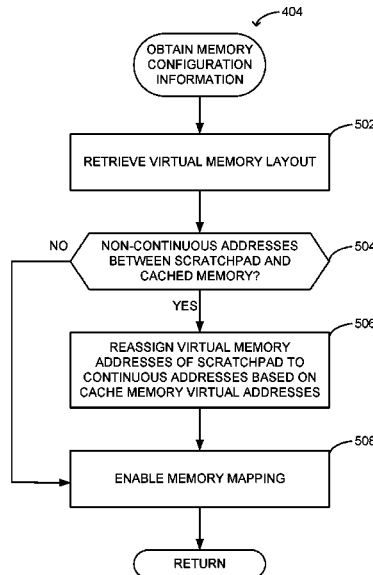 404
OBTAIN MEMORY
CONFIGURATION
INFORMATION
502
RETRIEVE VIRTUAL MEMORY LAYOUT
NO
NON-CONTINUOUS ADDRESSES
BETWEEN SCRATCHPAD AND
CACHED MEMORY?
504
YES
506
REASSIGN VIRTUAL MEMORY
ADDRESSES OF SCRATCHPAD TO
CONTINUOUS ADDRESSES BASED ON
CACHE MEMORY VIRTUAL ADDRESSES
508
ENABLE MEMORY MAPPING
RETURN